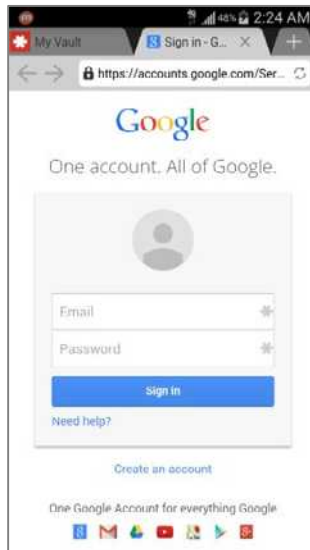 48% 2:24 AM
My Vault
Sign in - G...
https://accounts.google.com/Ser...
Google
One account. All of Google.
Email
Password
Sign in
Need help?
Create an account
One Google Account for everything Google